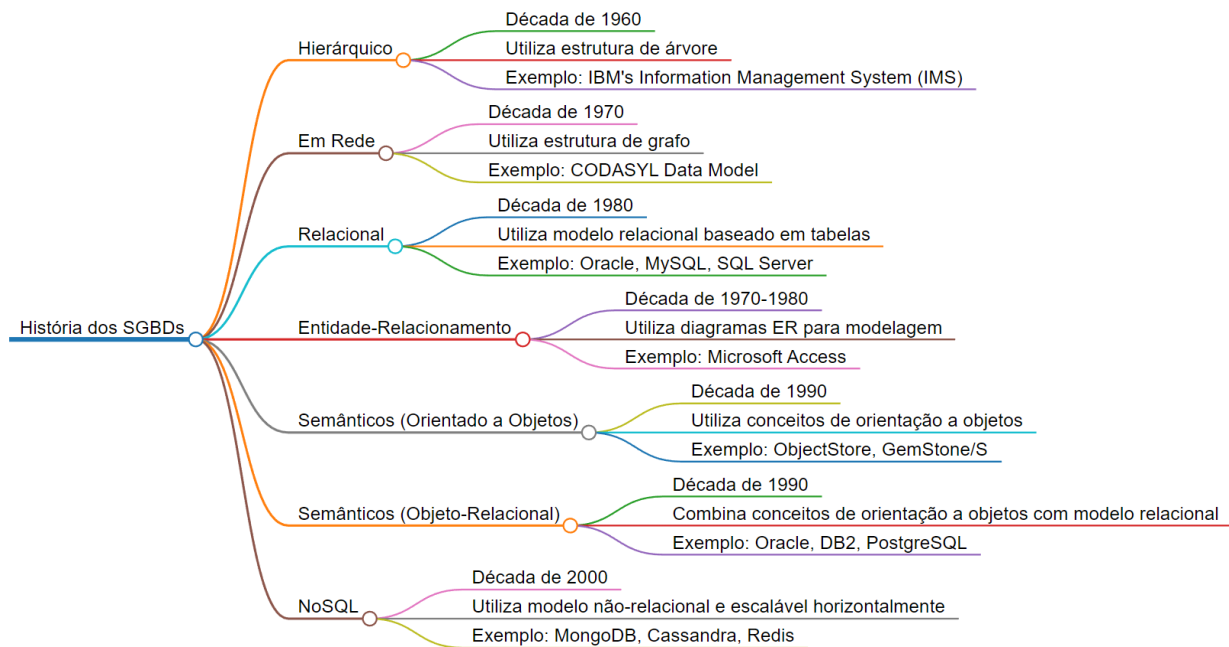 História dos SGBDs
Hierárquico
Década de 1960
Utiliza estrutura de árvore
Exemplo: IBM's Information Management System (IMS)
Em Rede
Década de 1970
Utiliza estrutura de grafo
Exemplo: CODASYL Data Model
Relacional
Década de 1980
Utiliza modelo relacional baseado em tabelas
Exemplo: Oracle, MySQL, SQL Server
Entidade-Relacionamento
Década de 1970-1980
Utiliza diagramas ER para modelagem
Exemplo: Microsoft Access
Semânticos (Orientado a Objetos)
Década de 1990
Utiliza conceitos de orientação a objetos
Exemplo: ObjectStore, GemStone/S
Semânticos (Objeto-Relacional)
Década de 1990
Combina conceitos de orientação a objetos com modelo relacional
Exemplo: Oracle, DB2, PostgreSQL
NoSQL
Década de 2000
Utiliza modelo não-relacional e escalável horizontalmente
Exemplo: MongoDB, Cassandra, Redis